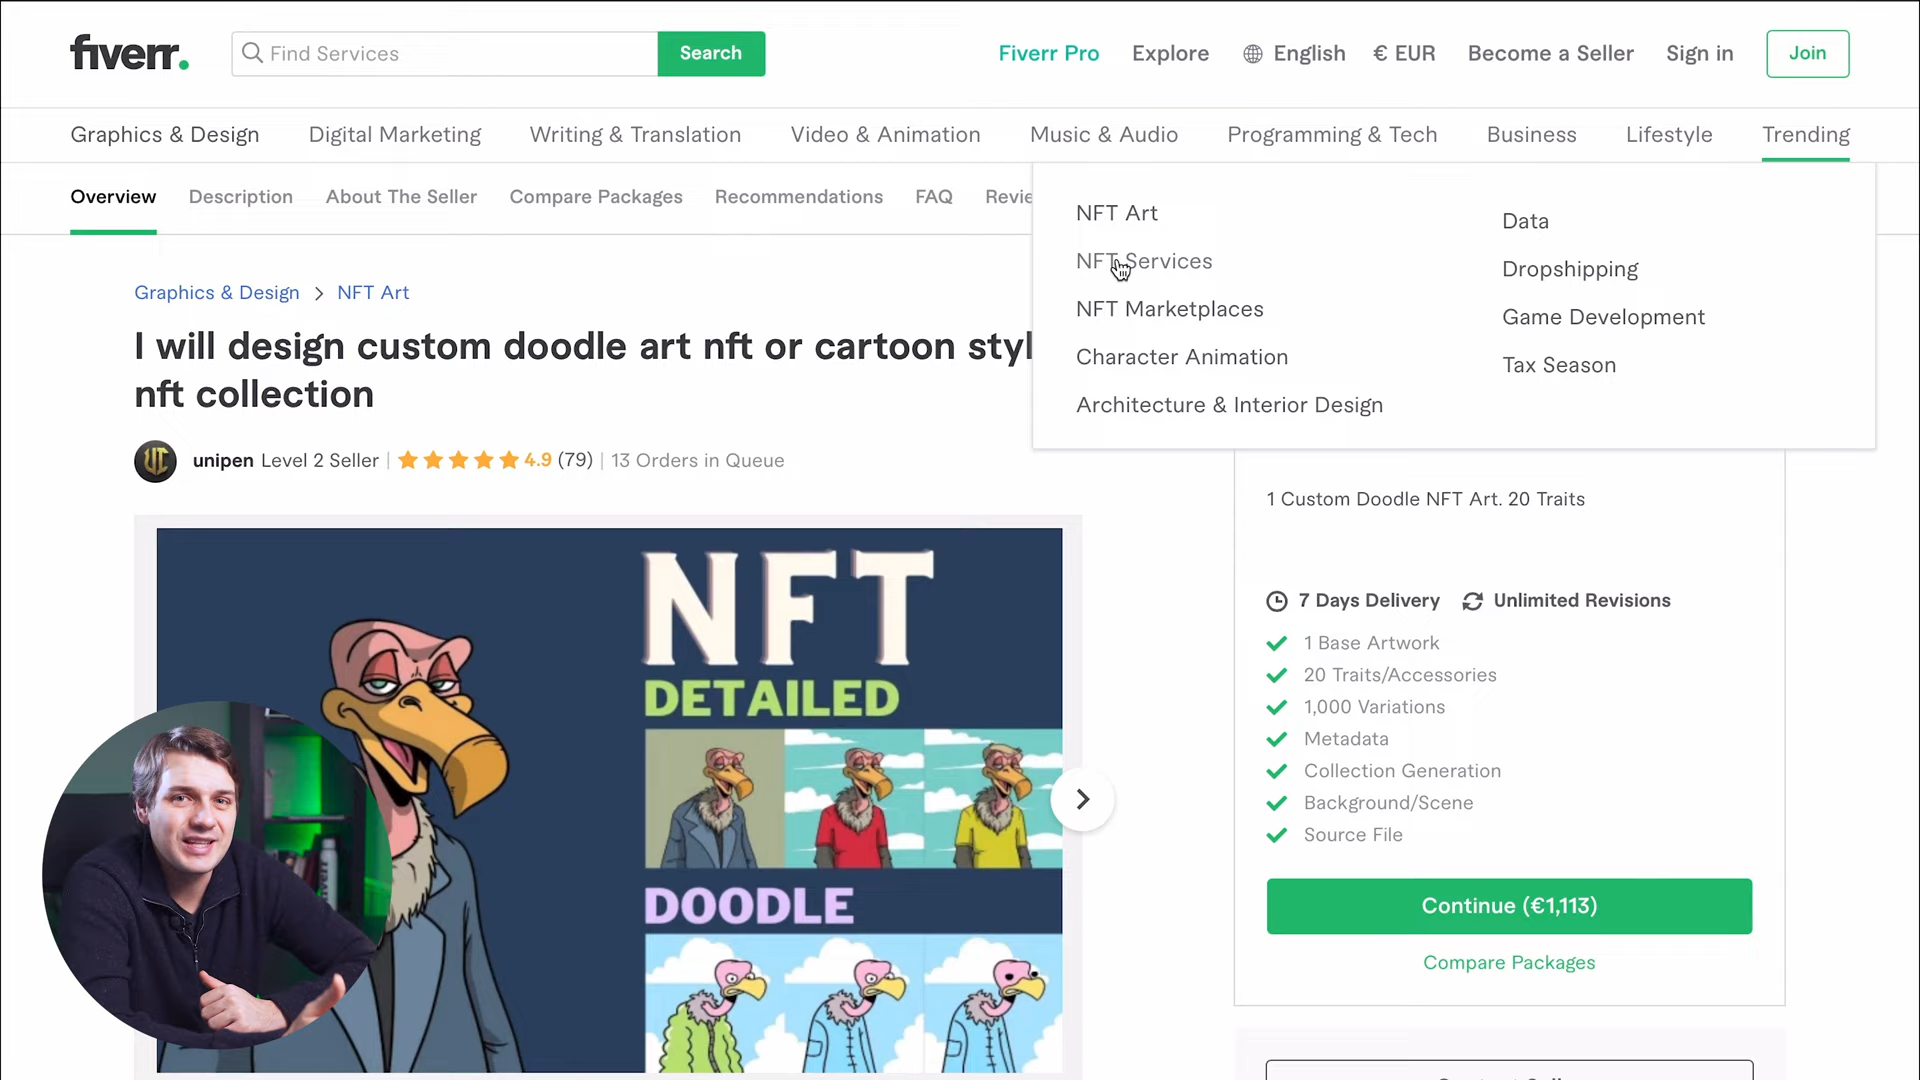 fiverr.
Find Services
Search
Fiverr Pro
Explore
English
€ EUR
Become a Seller
Sign in
Join
Graphics & Design
Digital Marketing
Writing & Translation
Video & Animation
Music & Audio
Programming & Tech
Business
Lifestyle
Trending
Overview
Description
About The Seller
Compare Packages
Recommendations
FAQ
Revie
NFT Art
NFT Services
NFT Marketplaces
Character Animation
Architecture & Interior Design
Data
Dropshipping
Game Development
Tax Season
Graphics & Design > NFT Art
I will design custom doodle art nft or cartoon styl
nft collection
unipen Level 2 Seller | 4.9 (79) | 13 Orders in Queue
NFT
DETAILED
DOODLE
1 Custom Doodle NFT Art. 20 Traits
7 Days Delivery
Unlimited Revisions
1 Base Artwork
20 Traits/Accessories
1,000 Variations
Metadata
Collection Generation
Background/Scene
Source File
Continue (€1,113)
Compare Packages